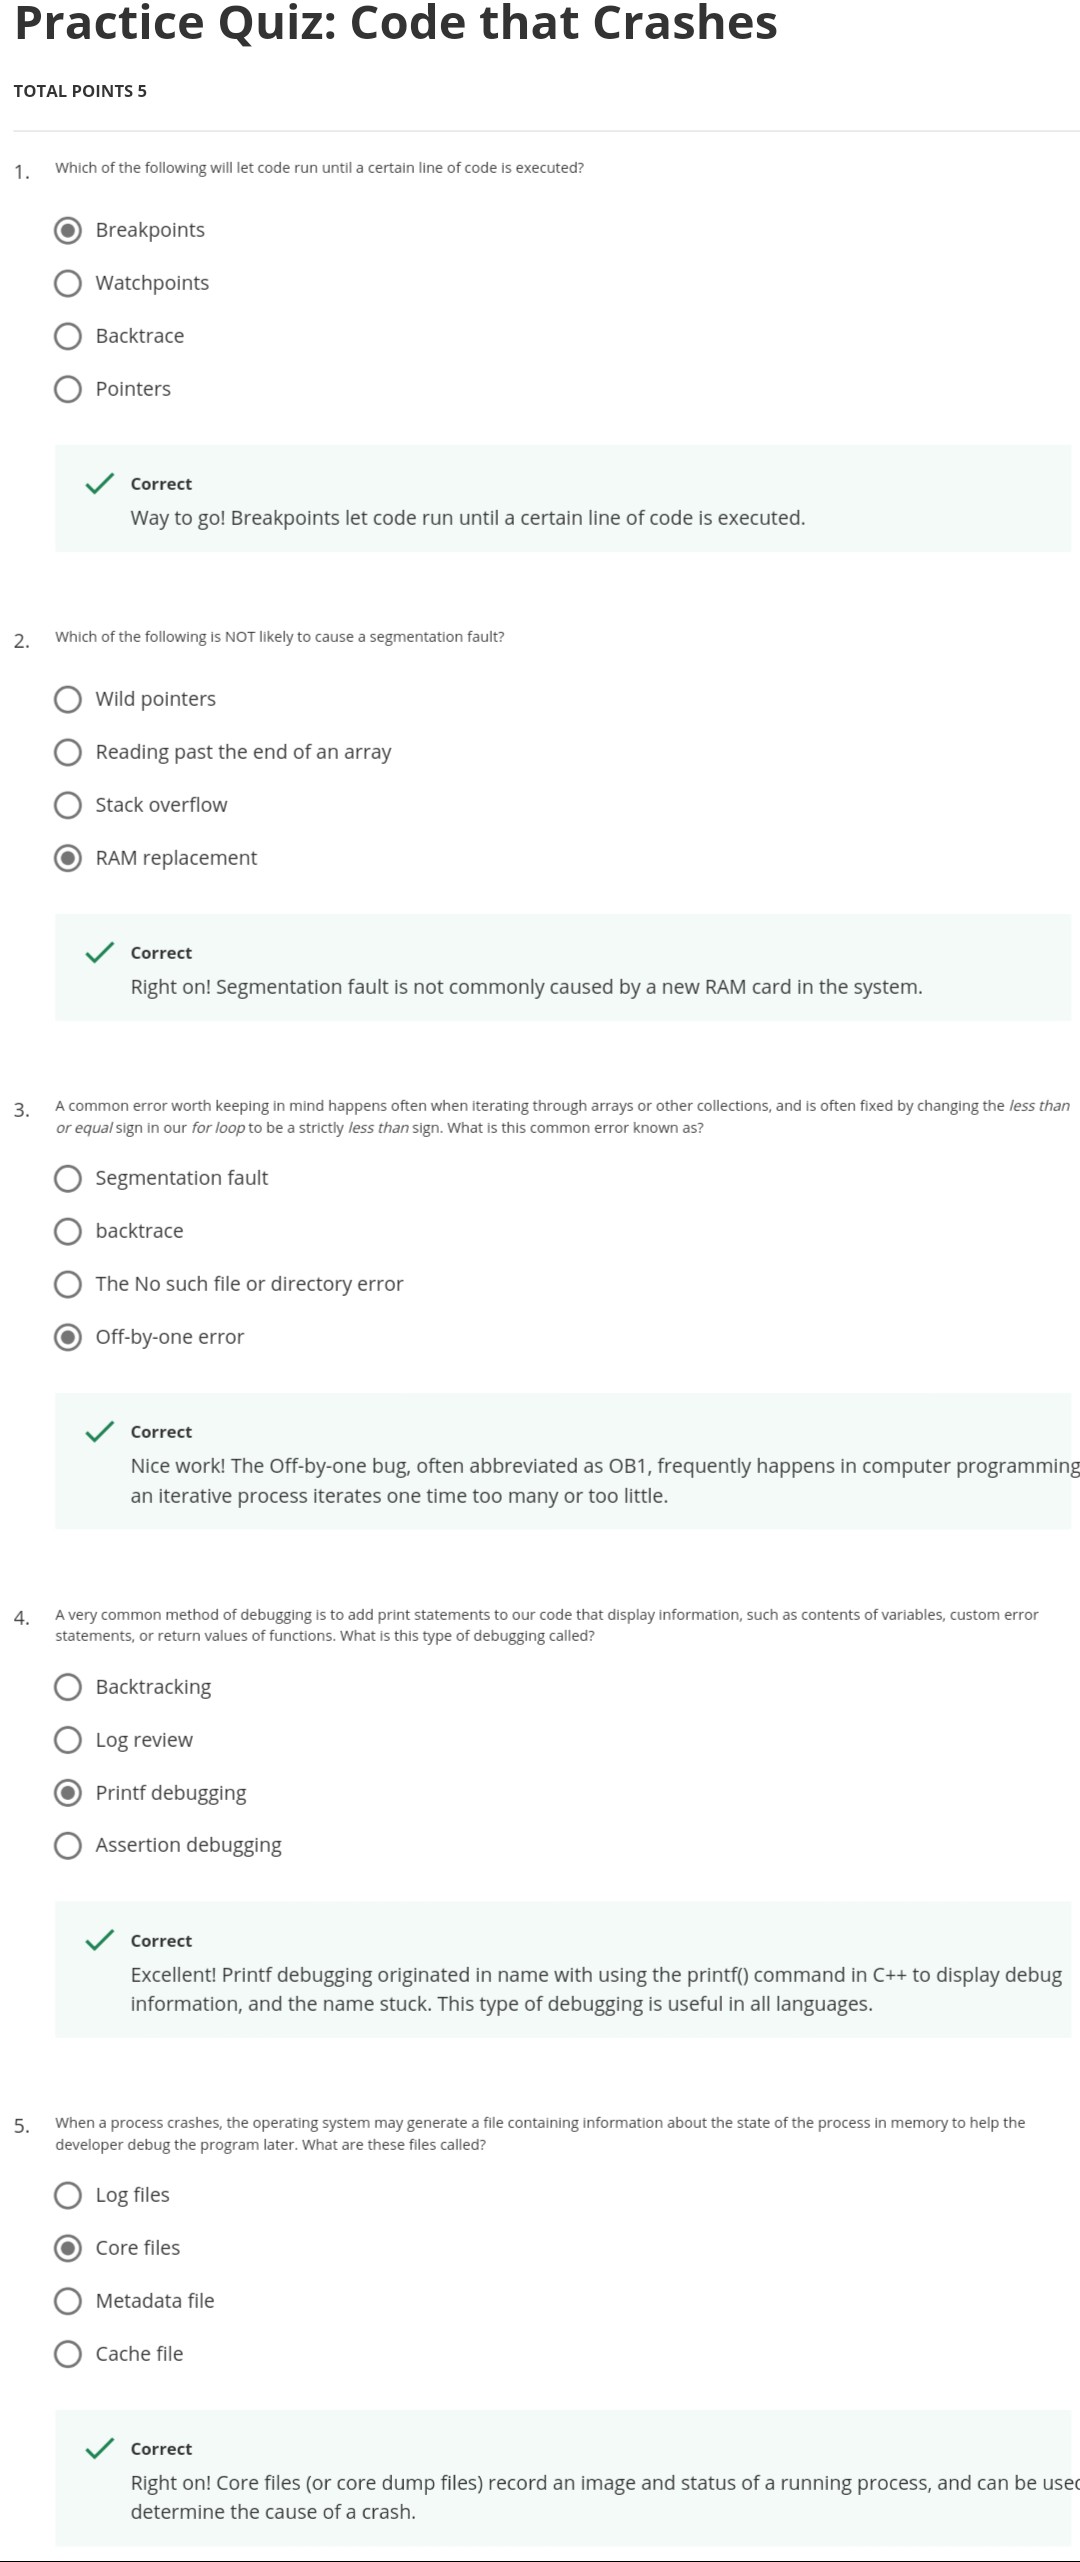 Practice Quiz: Code that Crashes
TOTAL POINTS 5
1. Which of the following will let code run until a certain line of code is executed?
Breakpoints
Watchpoints
Backtrace
Pointers
Correct
Way to go! Breakpoints let code run until a certain line of code is executed.
2. Which of the following is NOT likely to cause a segmentation fault?
Wild pointers
Reading past the end of an array
Stack overflow
RAM replacement
Correct
Right on! Segmentation fault is not commonly caused by a new RAM card in the system.
3. A common error worth keeping in mind happens often when iterating through arrays or other collections, and is often fixed by changing the less than
or equal sign in our for loop to be a strictly less than sign. What is this common error known as?
Segmentation fault
backtrace
The No such file or directory error
Off-by-one error
Correct
Nice work! The Off-by-one bug, often abbreviated as OB1, frequently happens in computer programming
an iterative process iterates one time too many or too little.
4. A very common method of debugging is to add print statements to our code that display information, such as contents of variables, custom error
statements, or return values of functions. What is this type of debugging called?
Backtracking
Log review
Printf debugging
Assertion debugging
Correct
Excellent! Printf debugging originated in name with using the printf() command in C++ to display debug
information, and the name stuck. This type of debugging is useful in all languages.
5. When a process crashes, the operating system may generate a file containing information about the state of the process in memory to help the
developer debug the program later. What are these files called?
Log files
Core files
Metadata file
Cache file
Correct
Right on! Core files (or core dump files) record an image and status of a running process, and can be used
determine the cause of a crash.